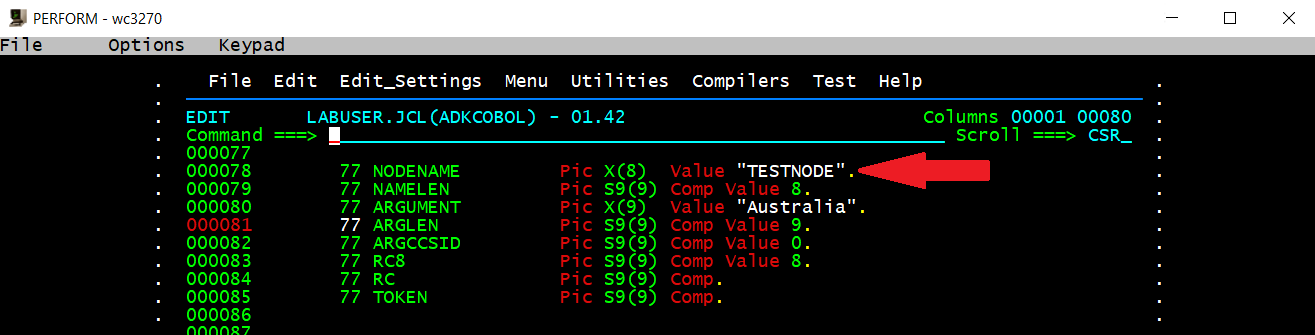 PERFORM - wc3270
File Options Keypad
File Edit Edit_Settings Menu Utilities Compilers Test Help
EDIT LABUSER.JCL(ADKCOBOL) - 01.42 Columns 00001 00080
Command ===> Scroll ===> CSR_
000077
000078 77 NODENAME Pic X(8) Value "TESTNODE".
000079 77 NAMELEN Pic S9(9) Comp Value 8.
000080 77 ARGUMENT Pic X(9) Value "Australia".
000081 77 ARGLEN Pic S9(9) Comp Value 9.
000082 77 ARGCCSID Pic S9(9) Comp Value 0.
000083 77 RC8 Pic S9(9) Comp Value 8.
000084 77 RC Pic S9(9) Comp.
000085 77 TOKEN Pic S9(9) Comp.
000086